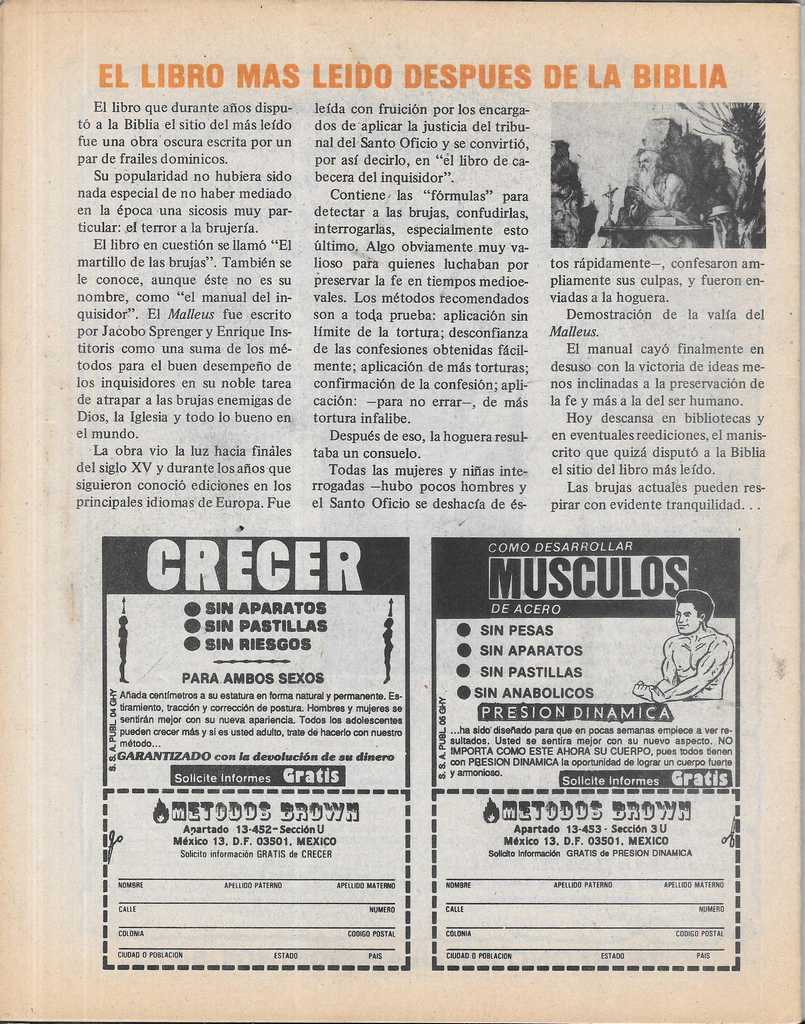 EL LIBRO MAS LEIDO DESPUES DE LA BIBLIA
El libro que durante años dispu-
tó a la Biblia el sitio del más leído
fue una obra oscura escrita por un
par de frailes dominicos.
Su popularidad no hubiera sido
nada especial de no haber mediado
en la época una sicosis muy par-
ticular: el terror a la brujería.
El libro en cuestión se llamó “El
martillo de las brujas”. También se
le conoce, aunque éste no es su
nombre, como “el manual del in-
quisidor”. El Malleus fue escrito
por Jacobo Sprenger y Enrique Ins-
titoris como una suma de los mé-
todos para el buen desempeño de
los inquisidores en su noble tarea
de atrapar a las brujas enemigas de
Dios, la Iglesia y todo lo bueno en
el mundo.
La obra vio la luz hacia finales
del siglo XV y durante los años que
siguieron conoció ediciones en los
principales idiomas de Europa. Fue
leída con fruición por los encarga-
dos de aplicar la justicia del tribu-
nal del Santo Oficio y se convirtió,
por así decirlo, en “el libro de ca-
becera del inquisidor”.
Contiene las “fórmulas” para
detectar a las brujas, confudirlas,
interrogarlas, especialmente esto
último. Algo obviamente muy va-
lioso para quienes luchaban por
preservar la fe en tiempos medioe-
vales. Los métodos recomendados
son a toda prueba: aplicación sin
límite de la tortura; desconfianza
de las confesiones obtenidas fácil-
mente; aplicación de más torturas;
confirmación de la confesión; apli-
cación: —para no errar—, de más
tortura infalibe.
Después de eso, la hoguera resul-
taba un consuelo.
Todas las mujeres y niñas inte-
rrogadas —hubo pocos hombres y
el Santo Oficio se deshacía de és-
tos rápidamente—, confesaron am-
pliamente sus culpas, y fueron en-
viadas a la hoguera.
Demostración de la valía del
Malleus.
El manual cayó finalmente en
desuso con la victoria de ideas me-
nos inclinadas a la preservación de
la fe y más a la del ser humano.
Hoy descansa en bibliotecas y
en eventuales reediciones, el manis-
crito que quizá disputó a la Biblia
el sitio del libro más leído.
Las brujas actuales pueden res-
pirar con evidente tranquilidad. . .
CRECER
● SIN APARATOS
● SIN PASTILLAS
● SIN RIESGOS
PARA AMBOS SEXOS
Añada centímetros a su estatura en forma natural y permanente. Es-
tiramiento, tracción y corrección de postura. Hombres y mujeres se
sentirán mejor con su nueva apariencia. Todos los adolescentes
pueden crecer más y si es usted adulto, trate de hacerlo con nuestro
método...
GARANTIZADO con la devolución de su dinero
S. S. A. PUBL. 04 GHY
Solicite Informes Gratis
METODOS BROWN
Apartado 13-452-Sección U
México 13, D.F. 03501, MEXICO
Solicito información GRATIS de CRECER
NOMBRE APELLIDO PATERNO APELLIDO MATERNO
CALLE NUMERO
COLONIA CODIGO POSTAL
CIUDAD O POBLACION ESTADO PAIS
COMO DESARROLLAR
MUSCULOS
DE ACERO
● SIN PESAS
● SIN APARATOS
● SIN PASTILLAS
● SIN ANABOLICOS
PRESION DINAMICA
...ha sido diseñado para que en pocas semanas empiece a ver re-
sultados. Usted se sentirá mejor con su nuevo aspecto. NO
IMPORTA COMO ESTE AHORA SU CUERPO, pues todos tienen
con PRESION DINAMICA la oportunidad de lograr un cuerpo fuerte
y armonioso.
S. S. A. PUBL 05 GHY
Solicite Informes Gratis
METODOS BROWN
Apartado 13-453 - Sección 3 U
México 13, D.F. 03501, MEXICO
Solicito Información GRATIS de PRESION DINAMICA
NOMBRE APELLIDO PATERNO APELLIDO MATERNO
CALLE NUMERO
COLONIA CODIGO POSTAL
CIUDAD O POBLACION ESTADO PAIS